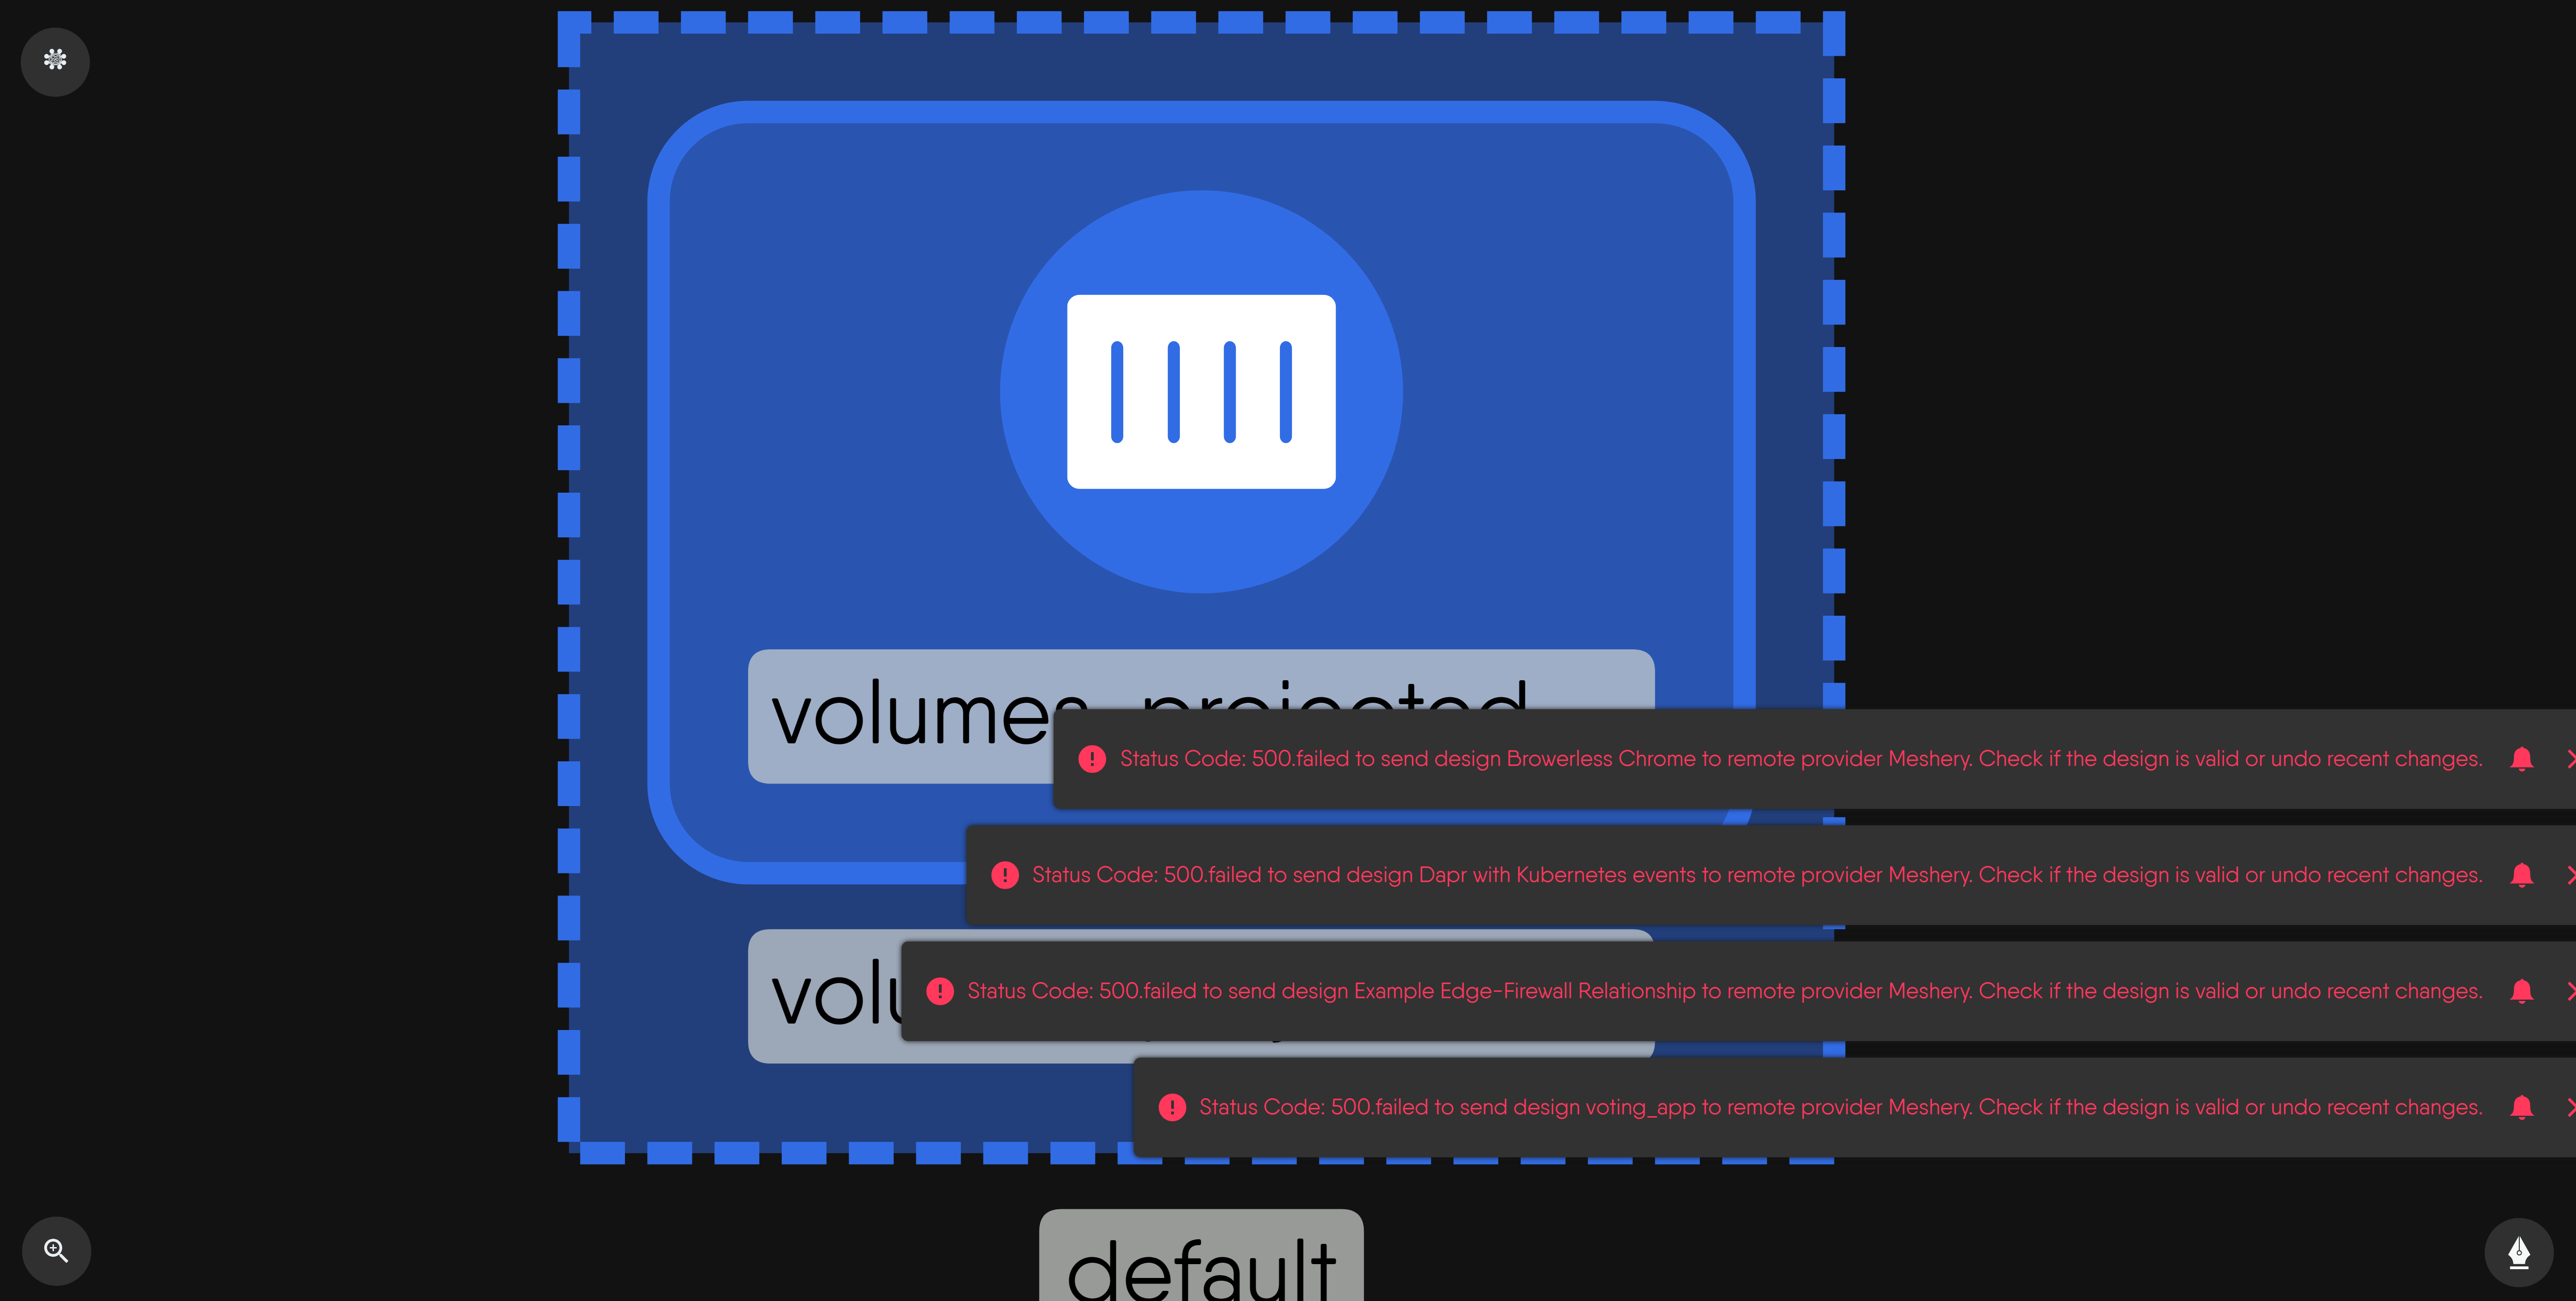 volumes projected
Status Code: 500.failed to send design Browerless Chrome to remote provider Meshery. Check if the design is valid or undo recent changes.
Status Code: 500.failed to send design Dapr with Kubernetes events to remote provider Meshery. Check if the design is valid or undo recent changes.
Status Code: 500.failed to send design Example Edge-Firewall Relationship to remote provider Meshery. Check if the design is valid or undo recent changes.
Status Code: 500.failed to send design voting_app to remote provider Meshery. Check if the design is valid or undo recent changes.
default